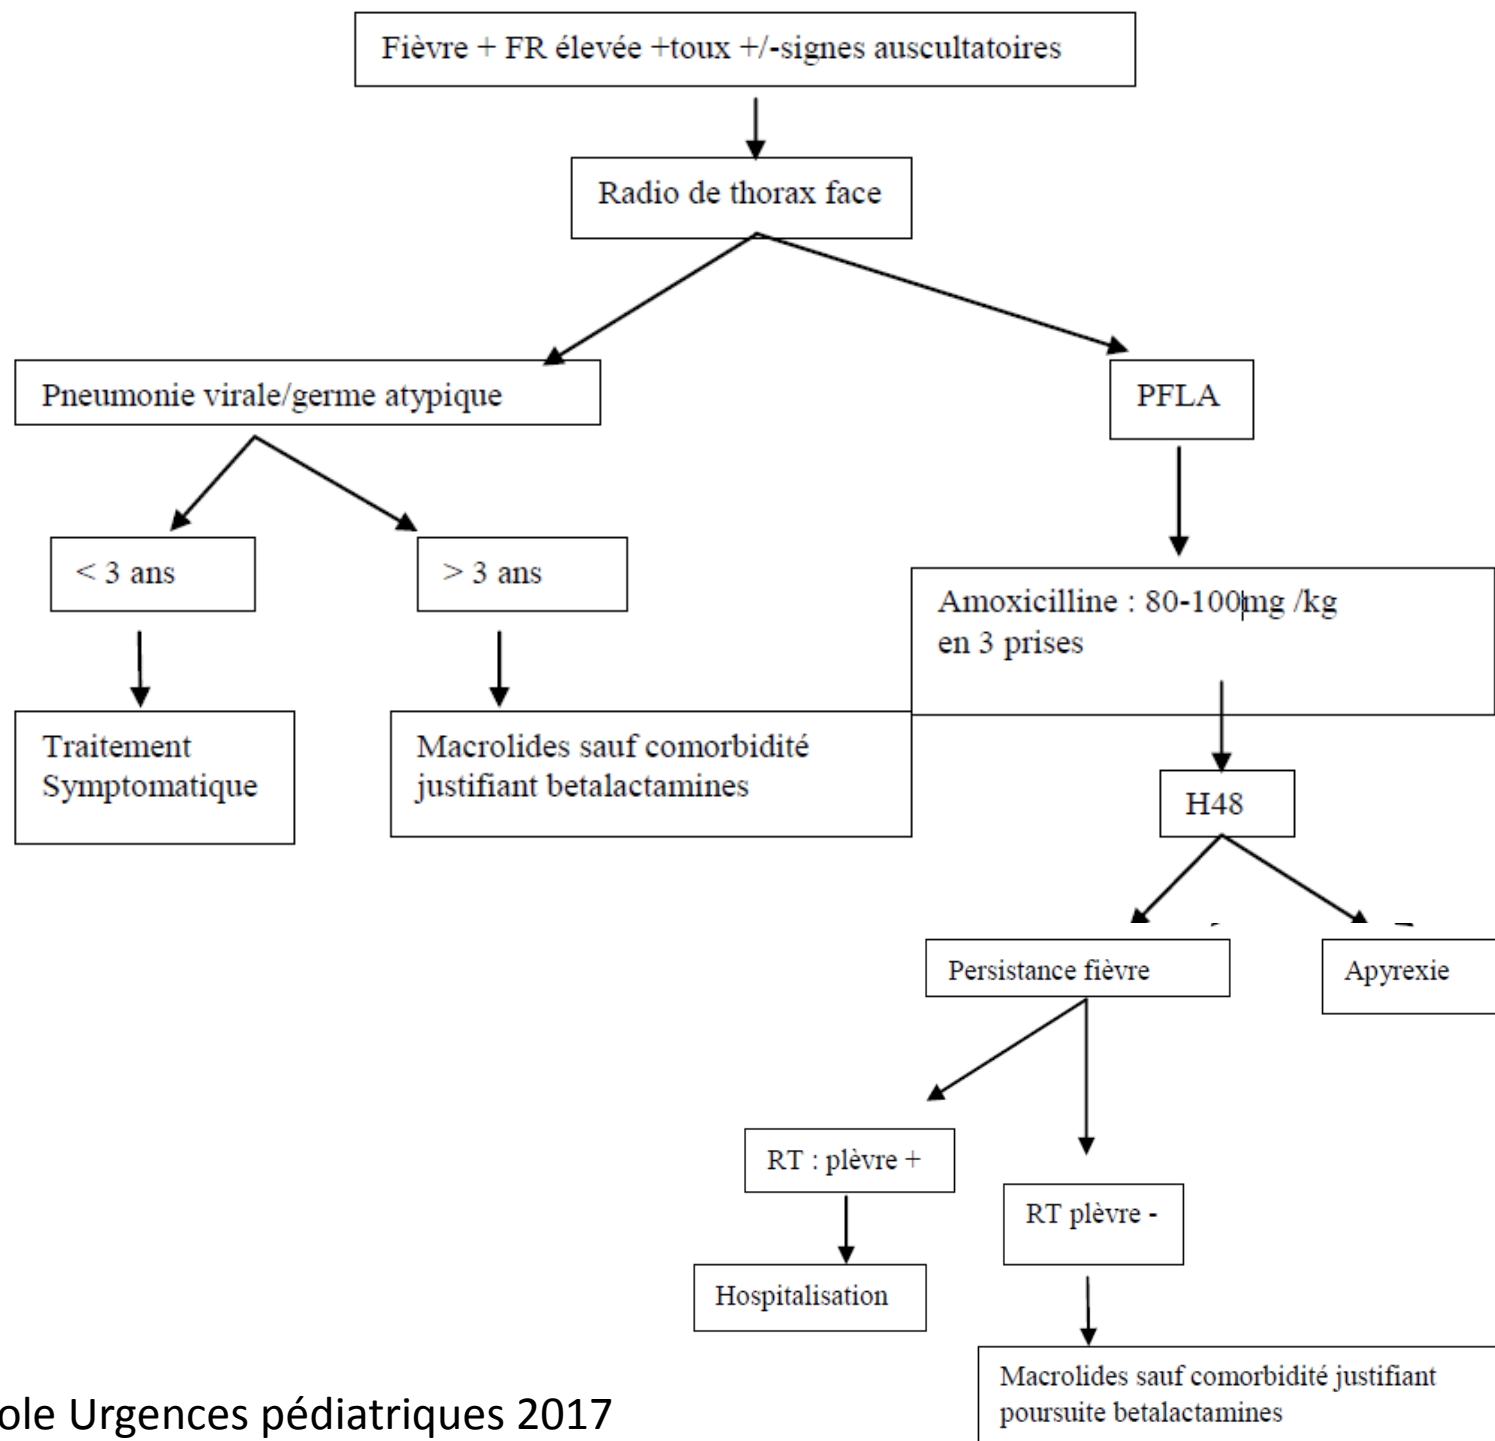 Fièvre + FR élevée +toux +/-signes auscultatoires
Radio de thorax face
Pneumonie virale/germe atypique
PFLA
< 3 ans
> 3 ans
Amoxicilline : 80-100mg /kg
en 3 prises
Traitement
Symptomatique
Macrolides sauf comorbidité
justifiant betalactamines
H48
Persistance fièvre
Apyrexie
RT : plèvre +
RT plèvre -
Hospitalisation
Macrolides sauf comorbidité justifiant
poursuite betalactamines
ole Urgences pédiatriques 2017